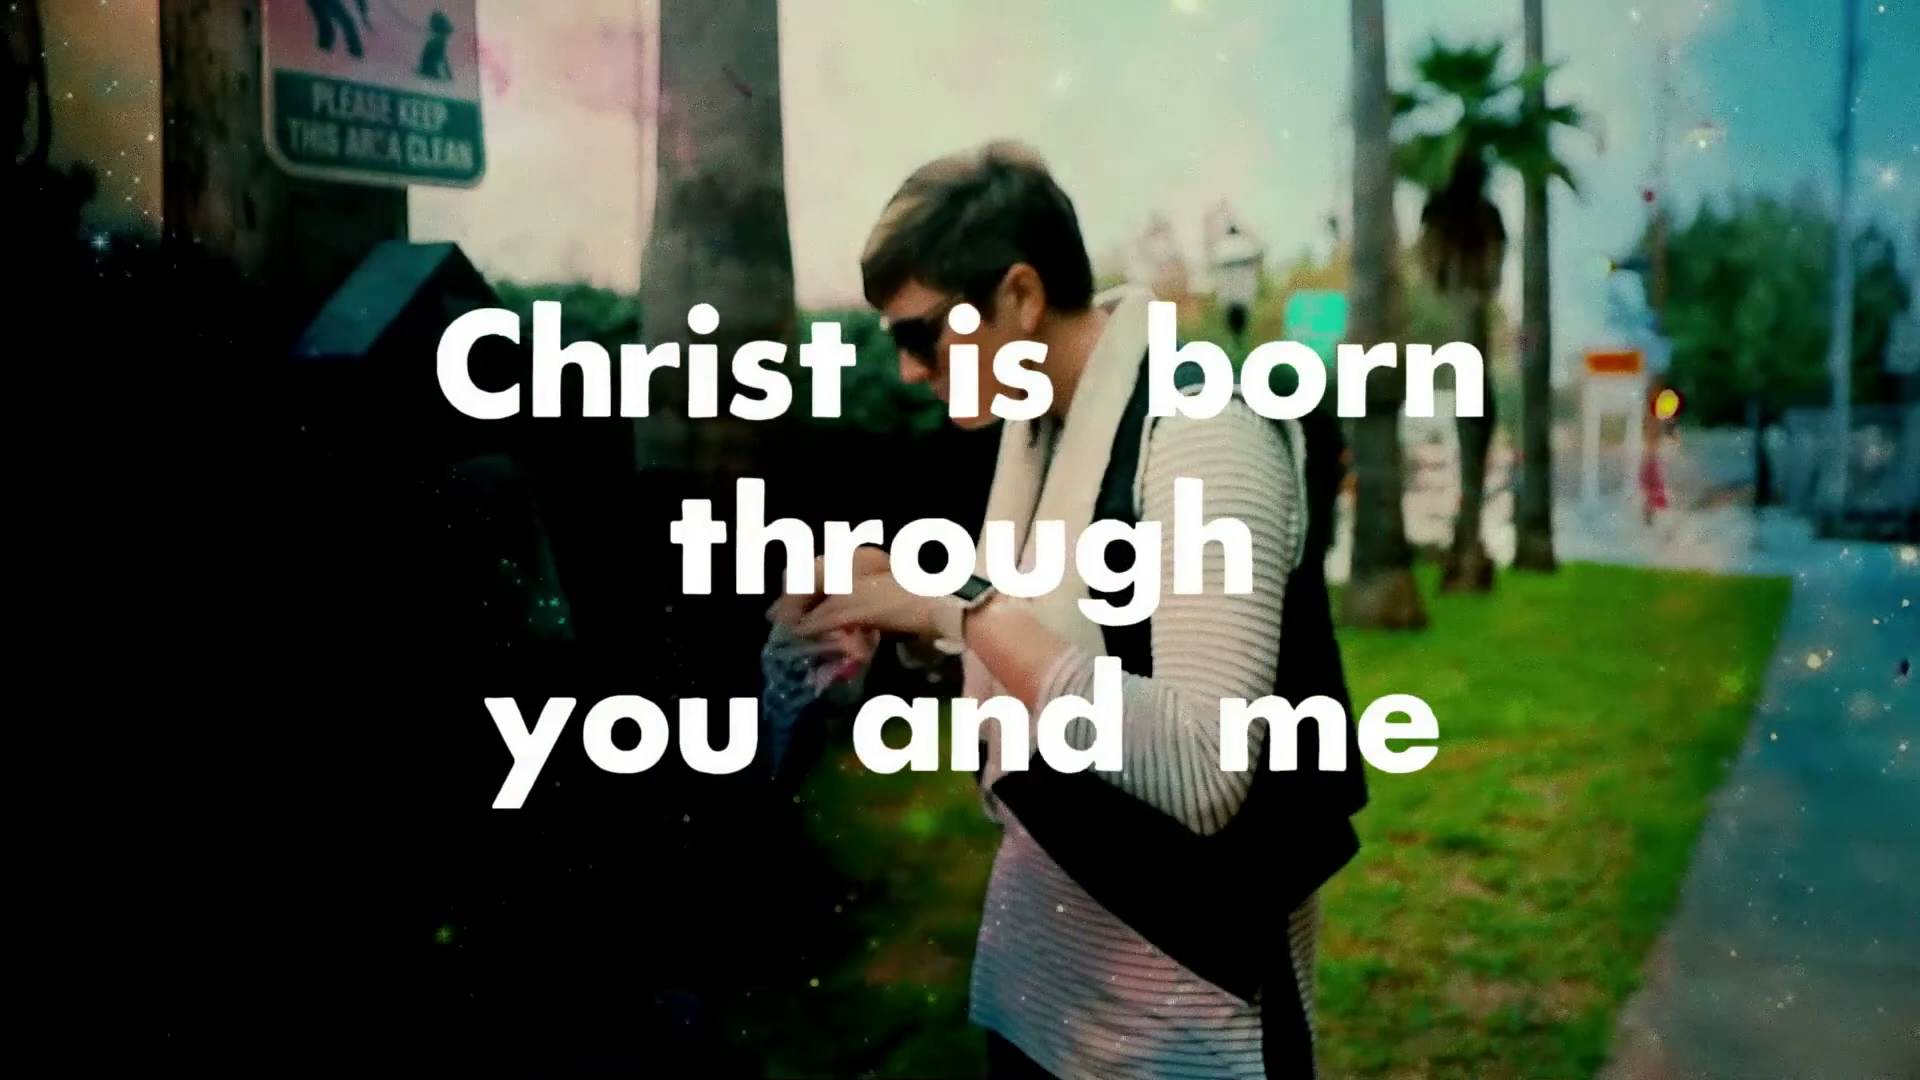 PLEASE KEEP
THIS AREA CLEAN
Christ is born
through
you and me